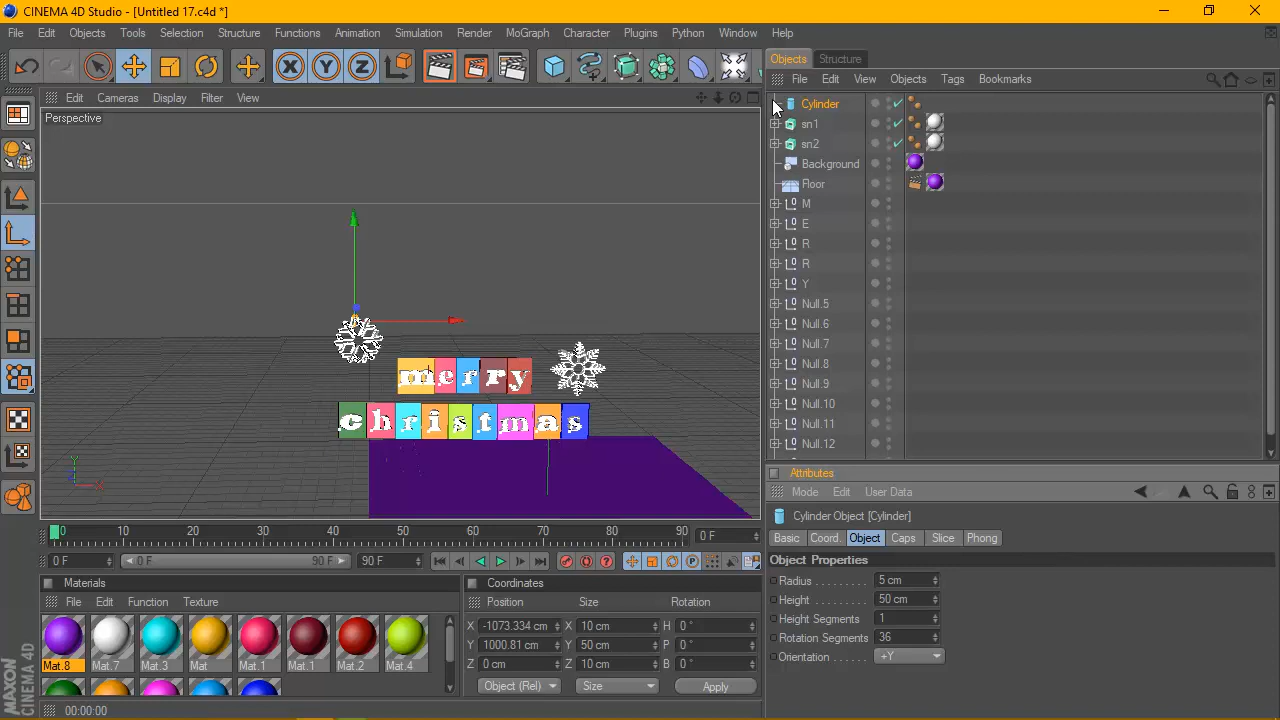 CINEMA 4D Studio - [Untitled 17.c4d *]
File Edit Objects Tools Selection Structure Functions Animation Simulation Render MoGraph Character Plugins Python Window Help
X Y Z
Objects Structure
File Edit View Objects Tags Bookmarks
Edit Cameras Display Filter View
Perspective
Cylinder
sn1
sn2
Background
Floor
M
E
R
R
Y
Null.5
Null.6
Null.7
Null.8
Null.9
Null.10
Null.11
Null.12
merry
christmas
Y
X
Attributes
Mode Edit User Data
Cylinder Object [Cylinder]
Basic Coord. Object Caps Slice Phong
Object Properties
Radius . . . . . . . . . 5 cm
Height . . . . . . . . . 50 cm
Height Segments 1
Rotation Segments 36
Orientation . . . . . . +Y
0 10 20 30 40 50 60 70 80 90 0 F
0 F 0 F 90 F 90 F
Materials
File Edit Function Texture
Mat.8 Mat.7 Mat.3 Mat Mat.1 Mat.1 Mat.2 Mat.4
Coordinates
Position Size Rotation
X -1073.334 cm X 10 cm H 0 °
Y 1000.81 cm Y 50 cm P 0 °
Z 0 cm Z 10 cm B 0 °
Object (Rel) Size Apply
MAXON CINEMA 4D
00:00:00